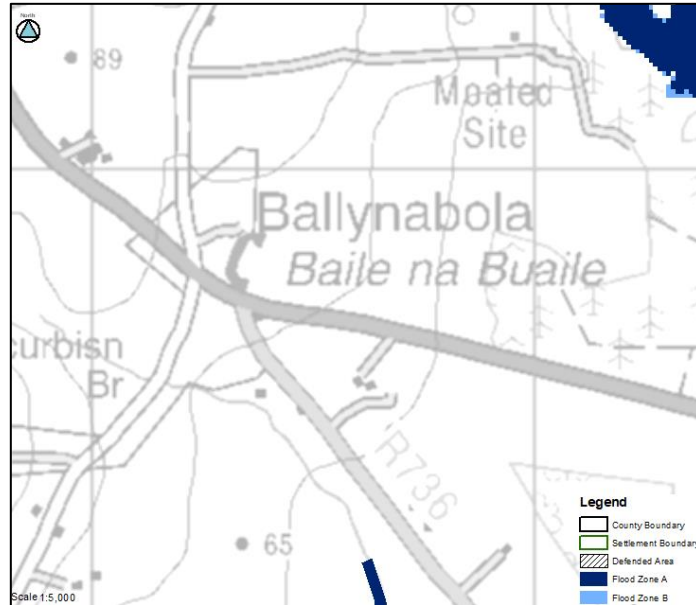 North
89
Moated
Site
Ballynabola
Baile na Buaile
curbisn
Br
R736
65
Legend
County Boundary
Settlement Boundary
Defended Area
Flood Zone A
Flood Zone B
Scale 1:5,000